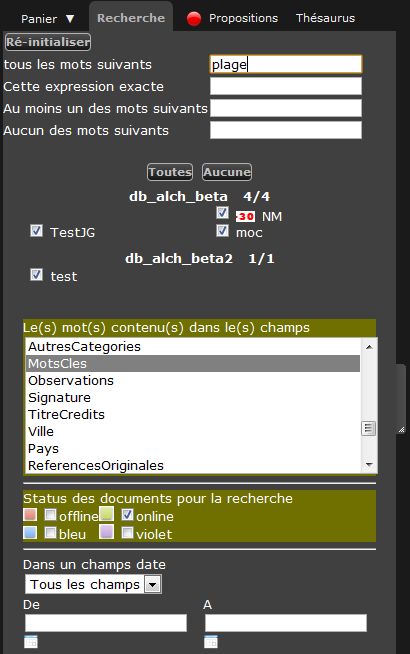 Panier ▼ Recherche Propositions Thésaurus
Ré-initialiser
tous les mots suivants plage
Cette expression exacte
Au moins un des mots suivants
Aucun des mots suivants
Toutes Aucune
db_alch_beta 4/4
30 NM
TestJG moc
db_alch_beta2 1/1
test
Le(s) mot(s) contenu(s) dans le(s) champs
AutresCategories
MotsCles
Observations
Signature
TitreCredits
Ville
Pays
ReferencesOriginales
Status des documents pour la recherche
offline online
bleu violet
Dans un champs date
Tous les champs
De A